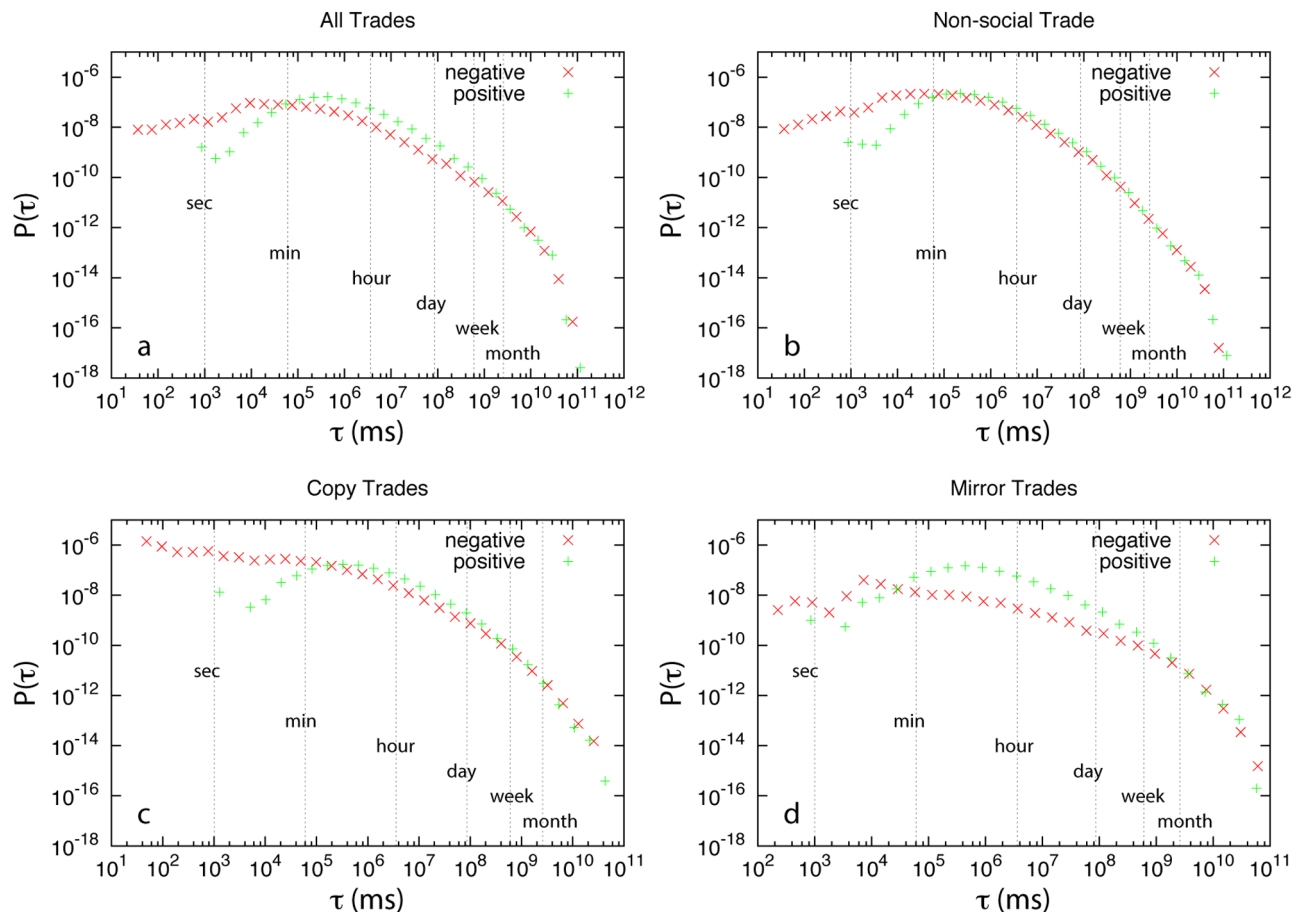 All Trades
P(τ)
10^-6
10^-8
10^-10
10^-12
10^-14
10^-16
10^-18
negative
positive
sec
min
hour
day
week
month
a
10^1 10^2 10^3 10^4 10^5 10^6 10^7 10^8 10^9 10^10 10^11 10^12
τ (ms)
Non-social Trade
P(τ)
10^-6
10^-8
10^-10
10^-12
10^-14
10^-16
10^-18
negative
positive
sec
min
hour
day
week
month
b
10^1 10^2 10^3 10^4 10^5 10^6 10^7 10^8 10^9 10^10 10^11 10^12
τ (ms)
Copy Trades
P(τ)
10^-6
10^-8
10^-10
10^-12
10^-14
10^-16
10^-18
negative
positive
sec
min
hour
day
week
month
c
10^1 10^2 10^3 10^4 10^5 10^6 10^7 10^8 10^9 10^10 10^11
τ (ms)
Mirror Trades
P(τ)
10^-6
10^-8
10^-10
10^-12
10^-14
10^-16
10^-18
negative
positive
sec
min
hour
day
week
month
d
10^2 10^3 10^4 10^5 10^6 10^7 10^8 10^9 10^10 10^11
τ (ms)